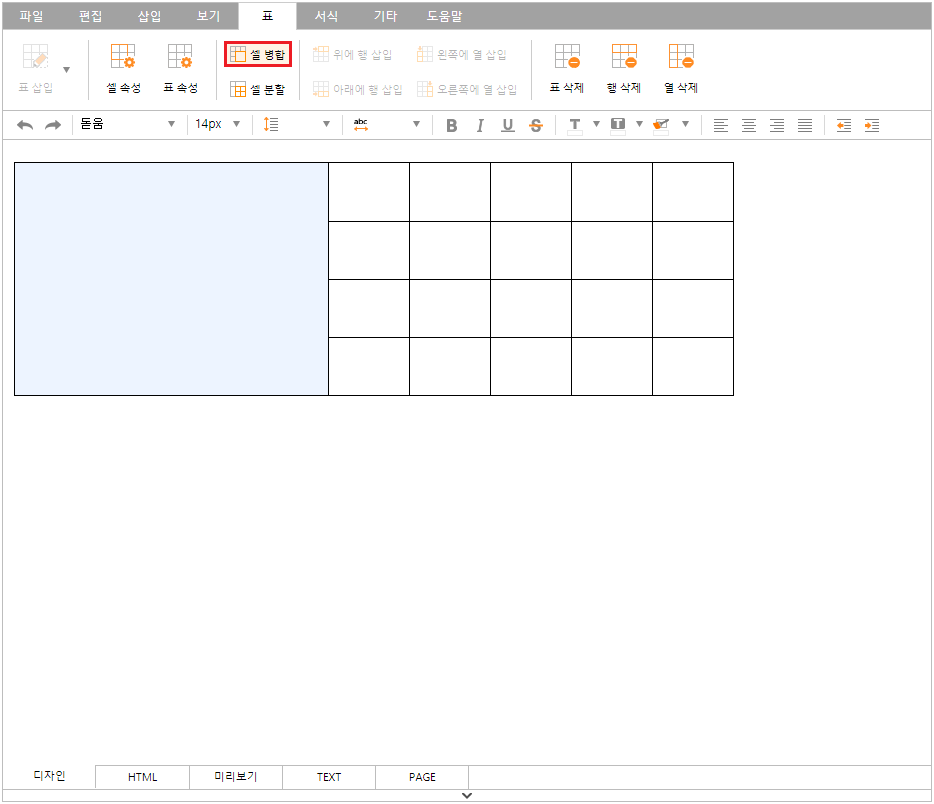 파일 편집 삽입 보기 표 서식 기타 도움말
표 삽입 셀 속성 표 속성 셀 병합 위에 행 삽입 왼쪽에 열 삽입 표 삭제 행 삭제 열 삭제
셀 분할 아래에 행 삽입 오른쪽에 열 삽입
돋움 14px abc B I U S T T
디자인 HTML 미리보기 TEXT PAGE